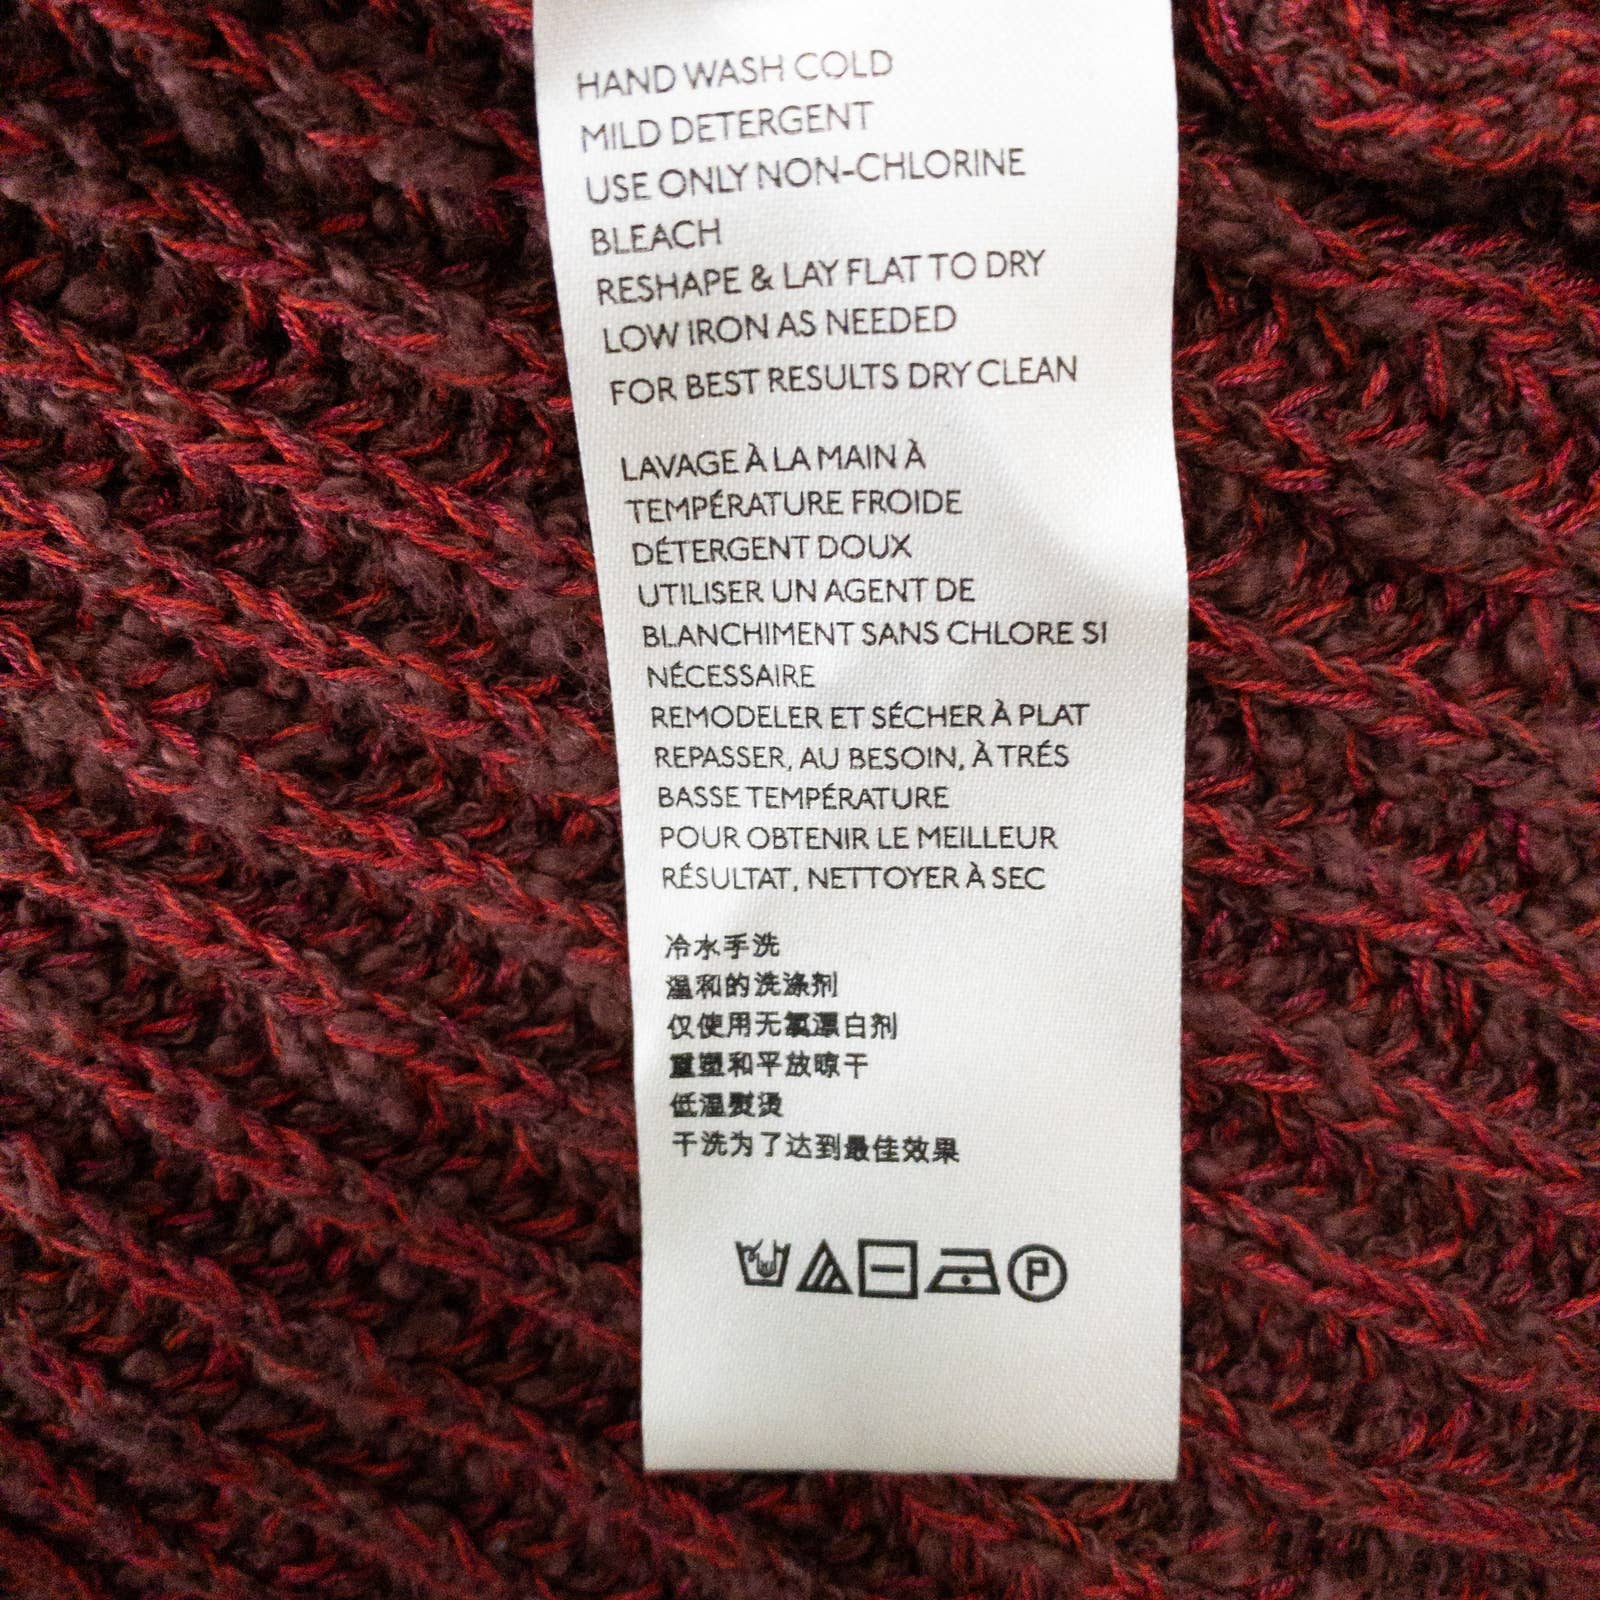 HAND WASH COLD
MILD DETERGENT
USE ONLY NON-CHLORINE
BLEACH
RESHAPE & LAY FLAT TO DRY
LOW IRON AS NEEDED
FOR BEST RESULTS DRY CLEAN
LAVAGE À LA MAIN À
TEMPÉRATURE FROIDE
DÉTERGENT DOUX
UTILISER UN AGENT DE
BLANCHIMENT SANS CHLORE SI
NÉCESSAIRE
REMODELER ET SÉCHER À PLAT
REPASSER, AU BESOIN, À TRÉS
BASSE TEMPÉRATURE
POUR OBTENIR LE MEILLEUR
RÉSULTAT, NETTOYER À SEC
冷水手洗
温和的洗涤剂
仅使用无氯漂白剂
重塑和平放晾干
低温熨烫
干洗为了达到最佳效果
P